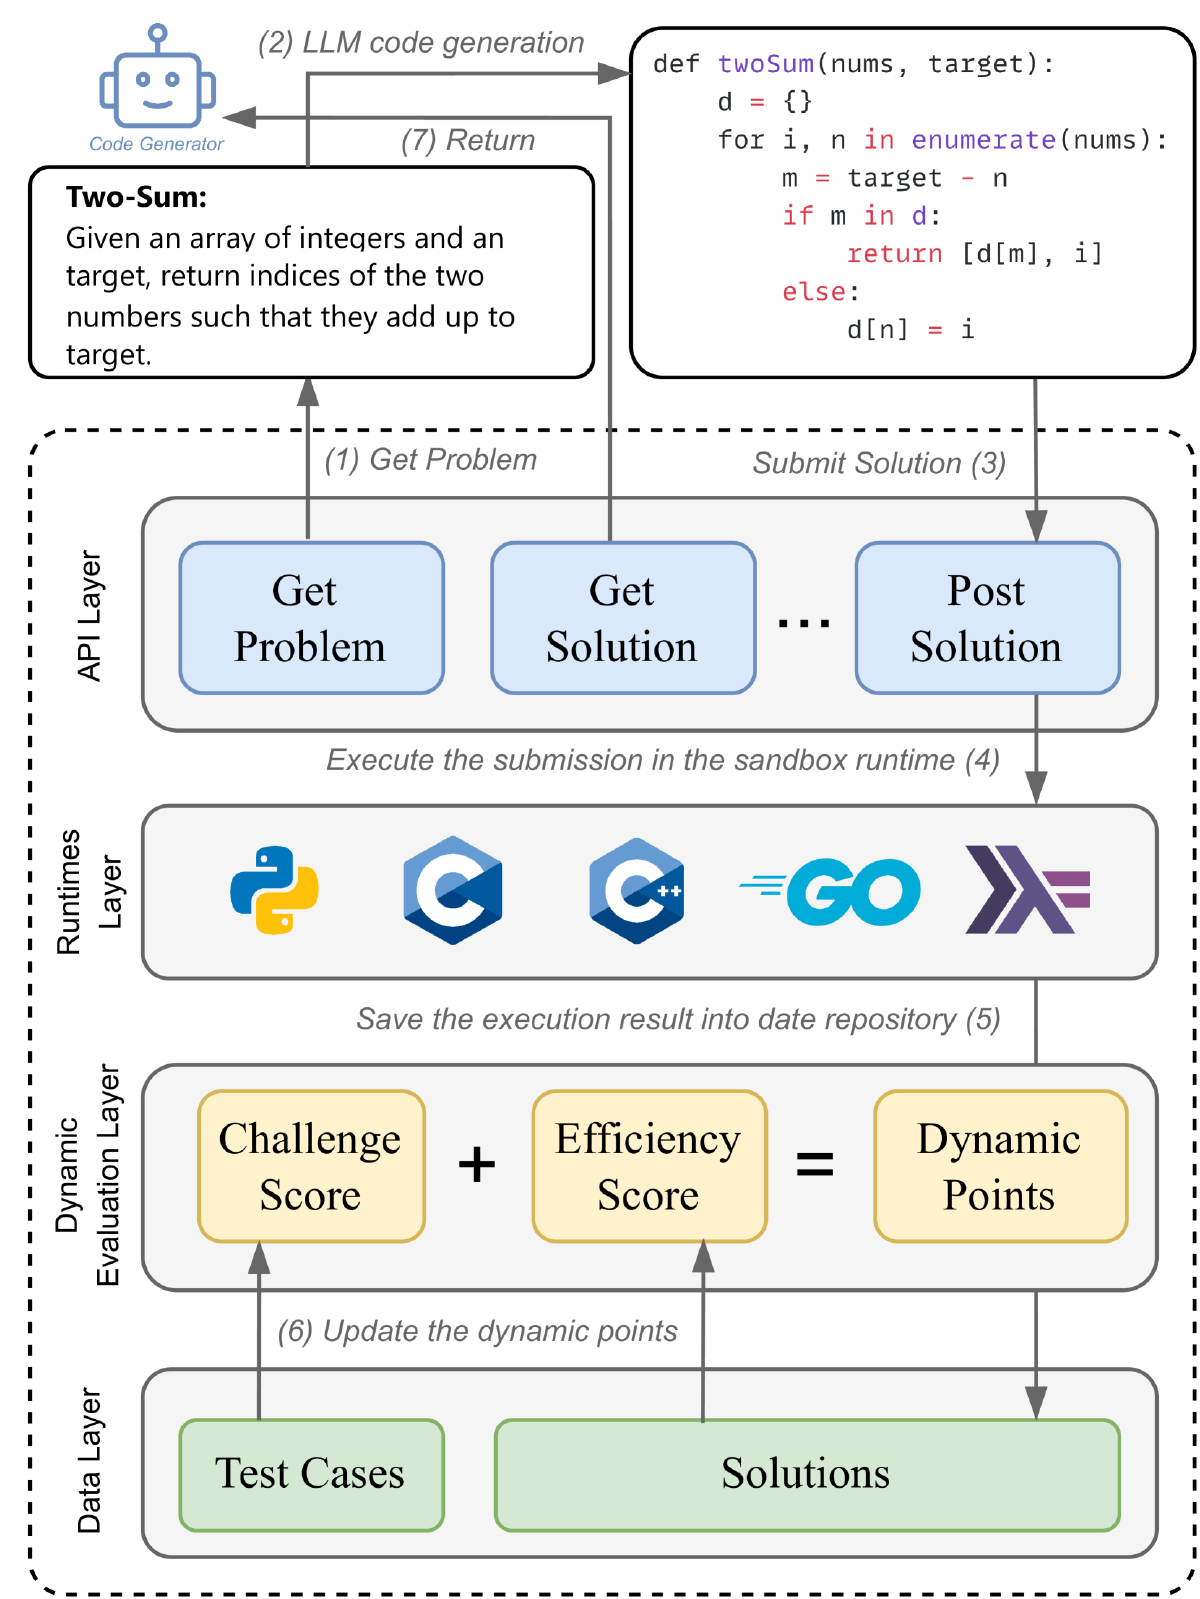 (2) LLM code generation
Code Generator
(7) Return
def twoSum(nums, target):
    d = {}
    for i, n in enumerate(nums):
        m = target - n
        if m in d:
            return [d[m], i]
        else:
            d[n] = i
Two-Sum:
Given an array of integers and an
target, return indices of the two
numbers such that they add up to
target.
(1) Get Problem
Submit Solution (3)
API Layer
Get
Problem
Get
Solution
...
Post
Solution
Execute the submission in the sandbox runtime (4)
Runtimes
Layer
C
C++
GO
Save the execution result into date repository (5)
Dynamic
Evaluation Layer
Challenge
Score
+
Efficiency
Score
=
Dynamic
Points
(6) Update the dynamic points
Data Layer
Test Cases
Solutions